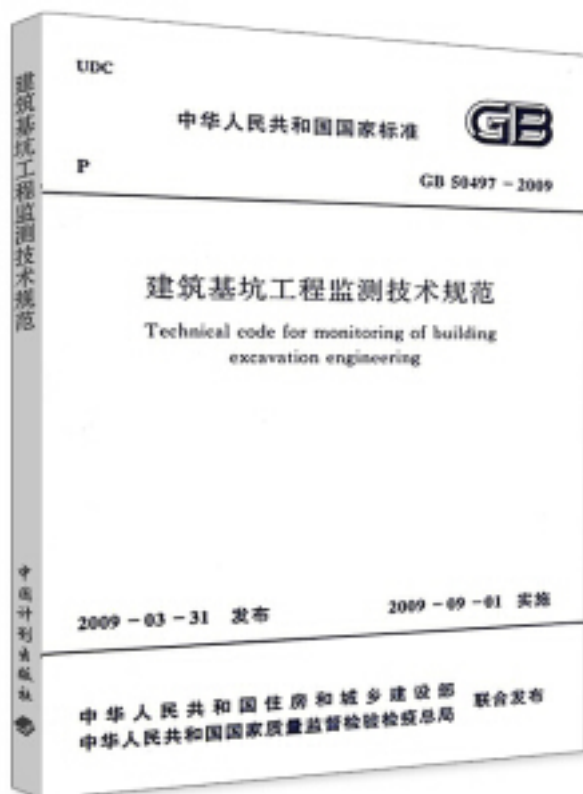 建筑基坑工程监测技术规范
中国计划出版社
UDC
中华人民共和国国家标准
GB
P
GB 50497-2009
建筑基坑工程监测技术规范
Technical code for monitoring of building
excavation engineering
2009-03-31 发布
2009-09-01 实施
中华人民共和国住房和城乡建设部
中华人民共和国国家质量监督检验检疫总局
联合发布